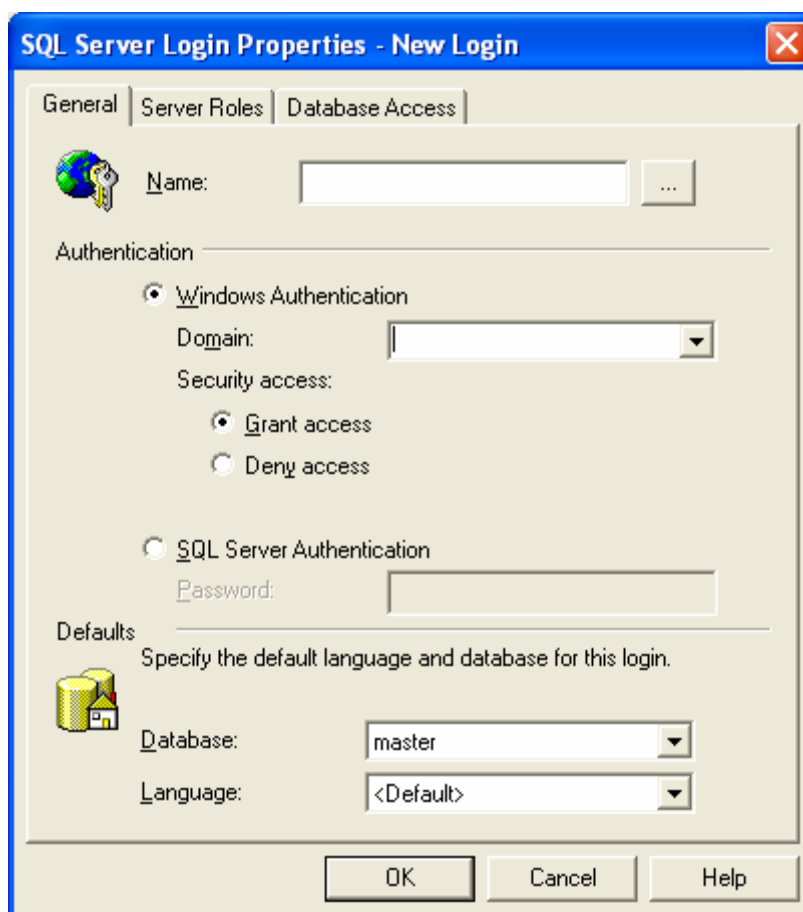 SQL Server Login Properties - New Login
General Server Roles Database Access
Name: ...
Authentication
Windows Authentication
Domain:
Security access:
Grant access
Deny access
SQL Server Authentication
Password:
Defaults
Specify the default language and database for this login.
Database: master
Language: <Default>
OK Cancel Help